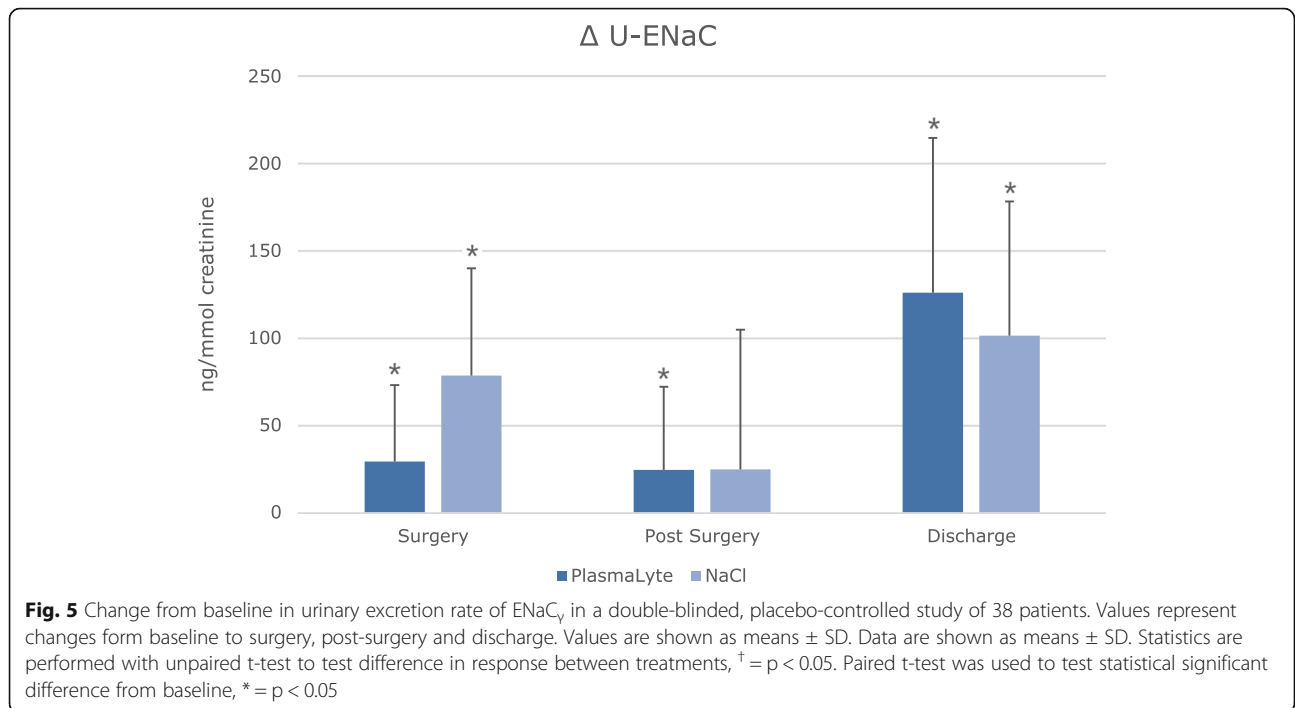 Δ U-ENaC
250
200
150
100
50
0
ng/mmol creatinine
*
*
*
*
*
Surgery
Post Surgery
Discharge
PlasmaLyte NaCl
Fig. 5 Change from baseline in urinary excretion rate of ENaCγ in a double-blinded, placebo-controlled study of 38 patients. Values represent
changes form baseline to surgery, post-surgery and discharge. Values are shown as means ± SD. Data are shown as means ± SD. Statistics are
performed with unpaired t-test to test difference in response between treatments, † = p < 0.05. Paired t-test was used to test statistical significant
difference from baseline, * = p < 0.05